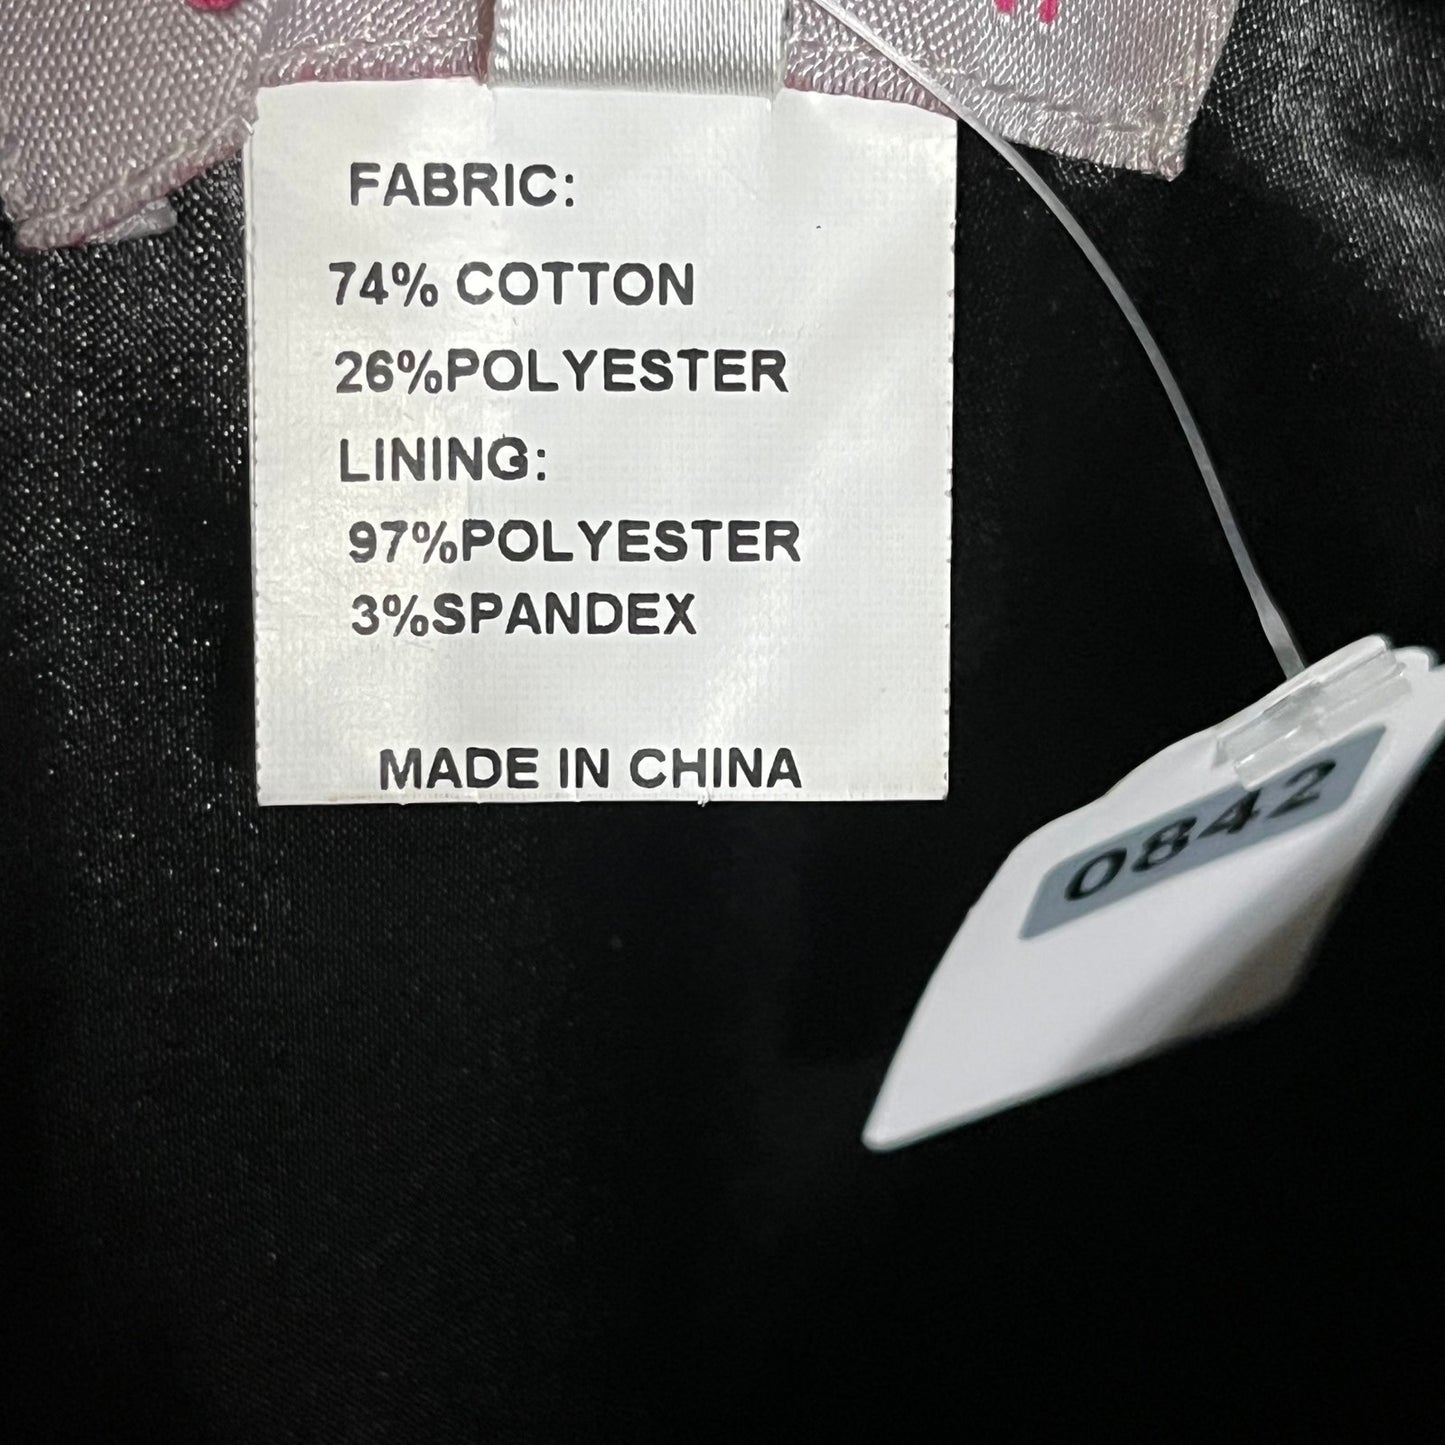 FABRIC:
74% COTTON
26%POLYESTER
LINING:
97%POLYESTER
3%SPANDEX
MADE IN CHINA
0842